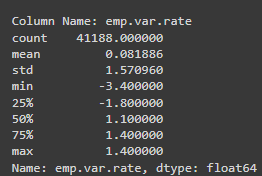 Column Name: emp.var.rate
count    41188.000000
mean         0.081886
std          1.570960
min         -3.400000
25%         -1.800000
50%          1.100000
75%          1.400000
max          1.400000
Name: emp.var.rate, dtype: float64